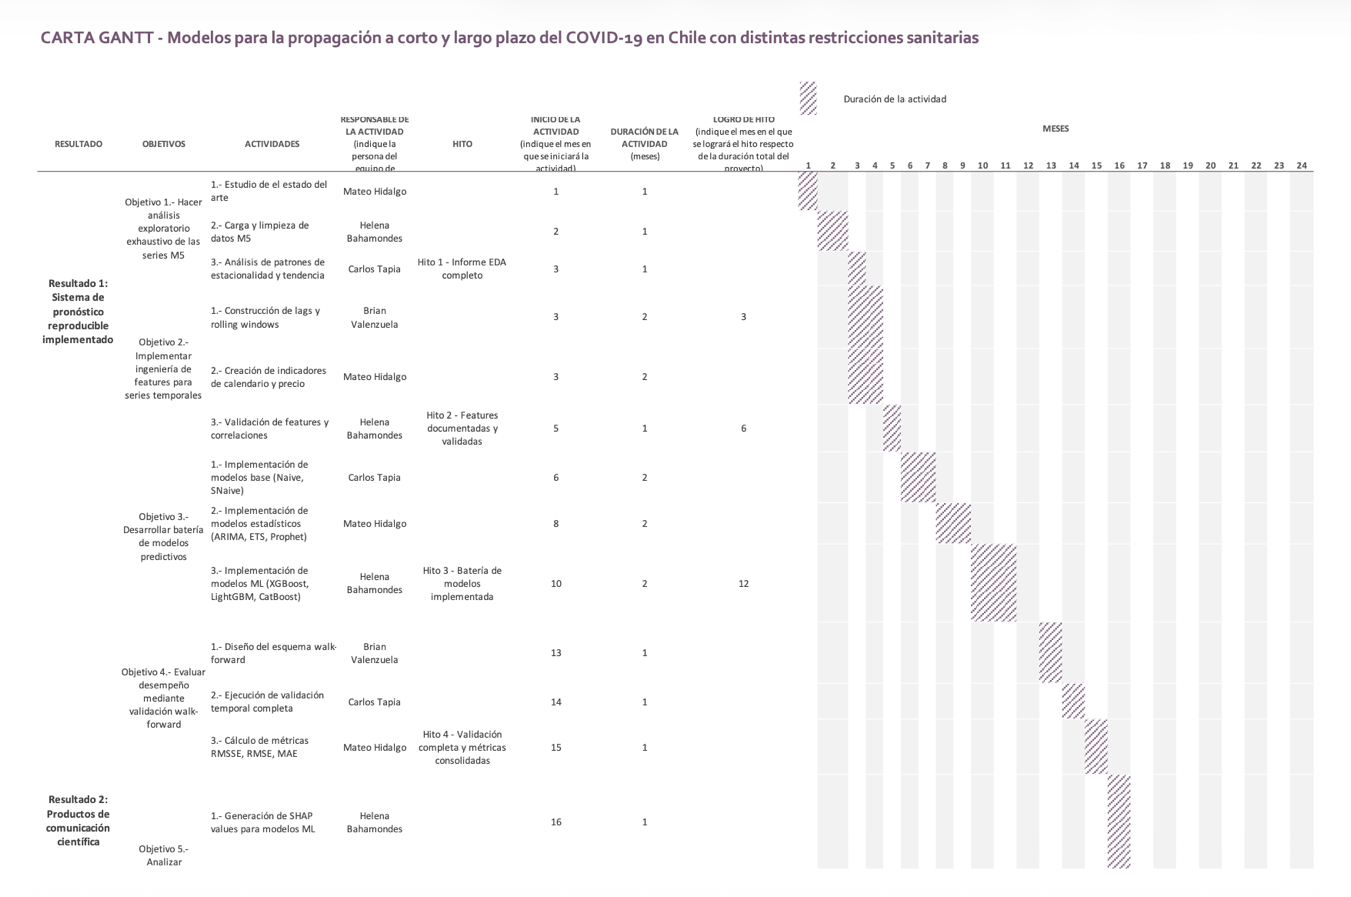 CARTA GANTT - Modelos para la propagación a corto y largo plazo del COVID-19 en Chile con distintas restricciones sanitarias
Duración de la actividad
RESULTADO
OBJETIVOS
ACTIVIDADES
RESPONSABLE DE
LA ACTIVIDAD
(indique la
persona del
equipo de
HITO
INICIO DE LA
ACTIVIDAD
(indique el mes en
que se iniciará la
actividad)
DURACIÓN DE LA
ACTIVIDAD
(meses)
LOGRO DE HITO
(indique el mes en el que
se logrará el hito respecto
de la duración total del
proyecto)
MESES
1 2 3 4 5 6 7 8 9 10 11 12 13 14 15 16 17 18 19 20 21 22 23 24
Resultado 1:
Sistema de
pronóstico
reproducible
implementado
Objetivo 1.- Hacer
análisis
exploratorio
exhaustivo de las
series M5
1.- Estudio de el estado del
arte
Mateo Hidalgo
1
1
2.- Carga y limpieza de
datos M5
Helena
Bahamondes
2
1
3.- Análisis de patrones de
estacionalidad y tendencia
Carlos Tapia
Hito 1 - Informe EDA
completo
3
1
Objetivo 2.-
Implementar
ingeniería de
features para
series temporales
1.- Construcción de lags y
rolling windows
Brian
Valenzuela
3
2
3
2.- Creación de indicadores
de calendario y precio
Mateo Hidalgo
3
2
3.- Validación de features y
correlaciones
Helena
Bahamondes
Hito 2 - Features
documentadas y
validadas
5
1
6
Objetivo 3.-
Desarrollar batería
de modelos
predictivos
1.- Implementación de
modelos base (Naive,
SNaive)
Carlos Tapia
6
2
2.- Implementación de
modelos estadísticos
(ARIMA, ETS, Prophet)
Mateo Hidalgo
8
2
3.- Implementación de
modelos ML (XGBoost,
LightGBM, CatBoost)
Helena
Bahamondes
Hito 3 - Batería de
modelos
implementada
10
2
12
Objetivo 4.- Evaluar
desempeño
mediante
validación walk-
forward
1.- Diseño del esquema walk-
forward
Brian
Valenzuela
13
1
2.- Ejecución de validación
temporal completa
Carlos Tapia
14
1
3.- Cálculo de métricas
RMSSE, RMSE, MAE
Mateo Hidalgo
Hito 4 - Validación
completa y métricas
consolidadas
15
1
Resultado 2:
Productos de
comunicación
científica
Objetivo 5.-
Analizar
1.- Generación de SHAP
values para modelos ML
Helena
Bahamondes
16
1